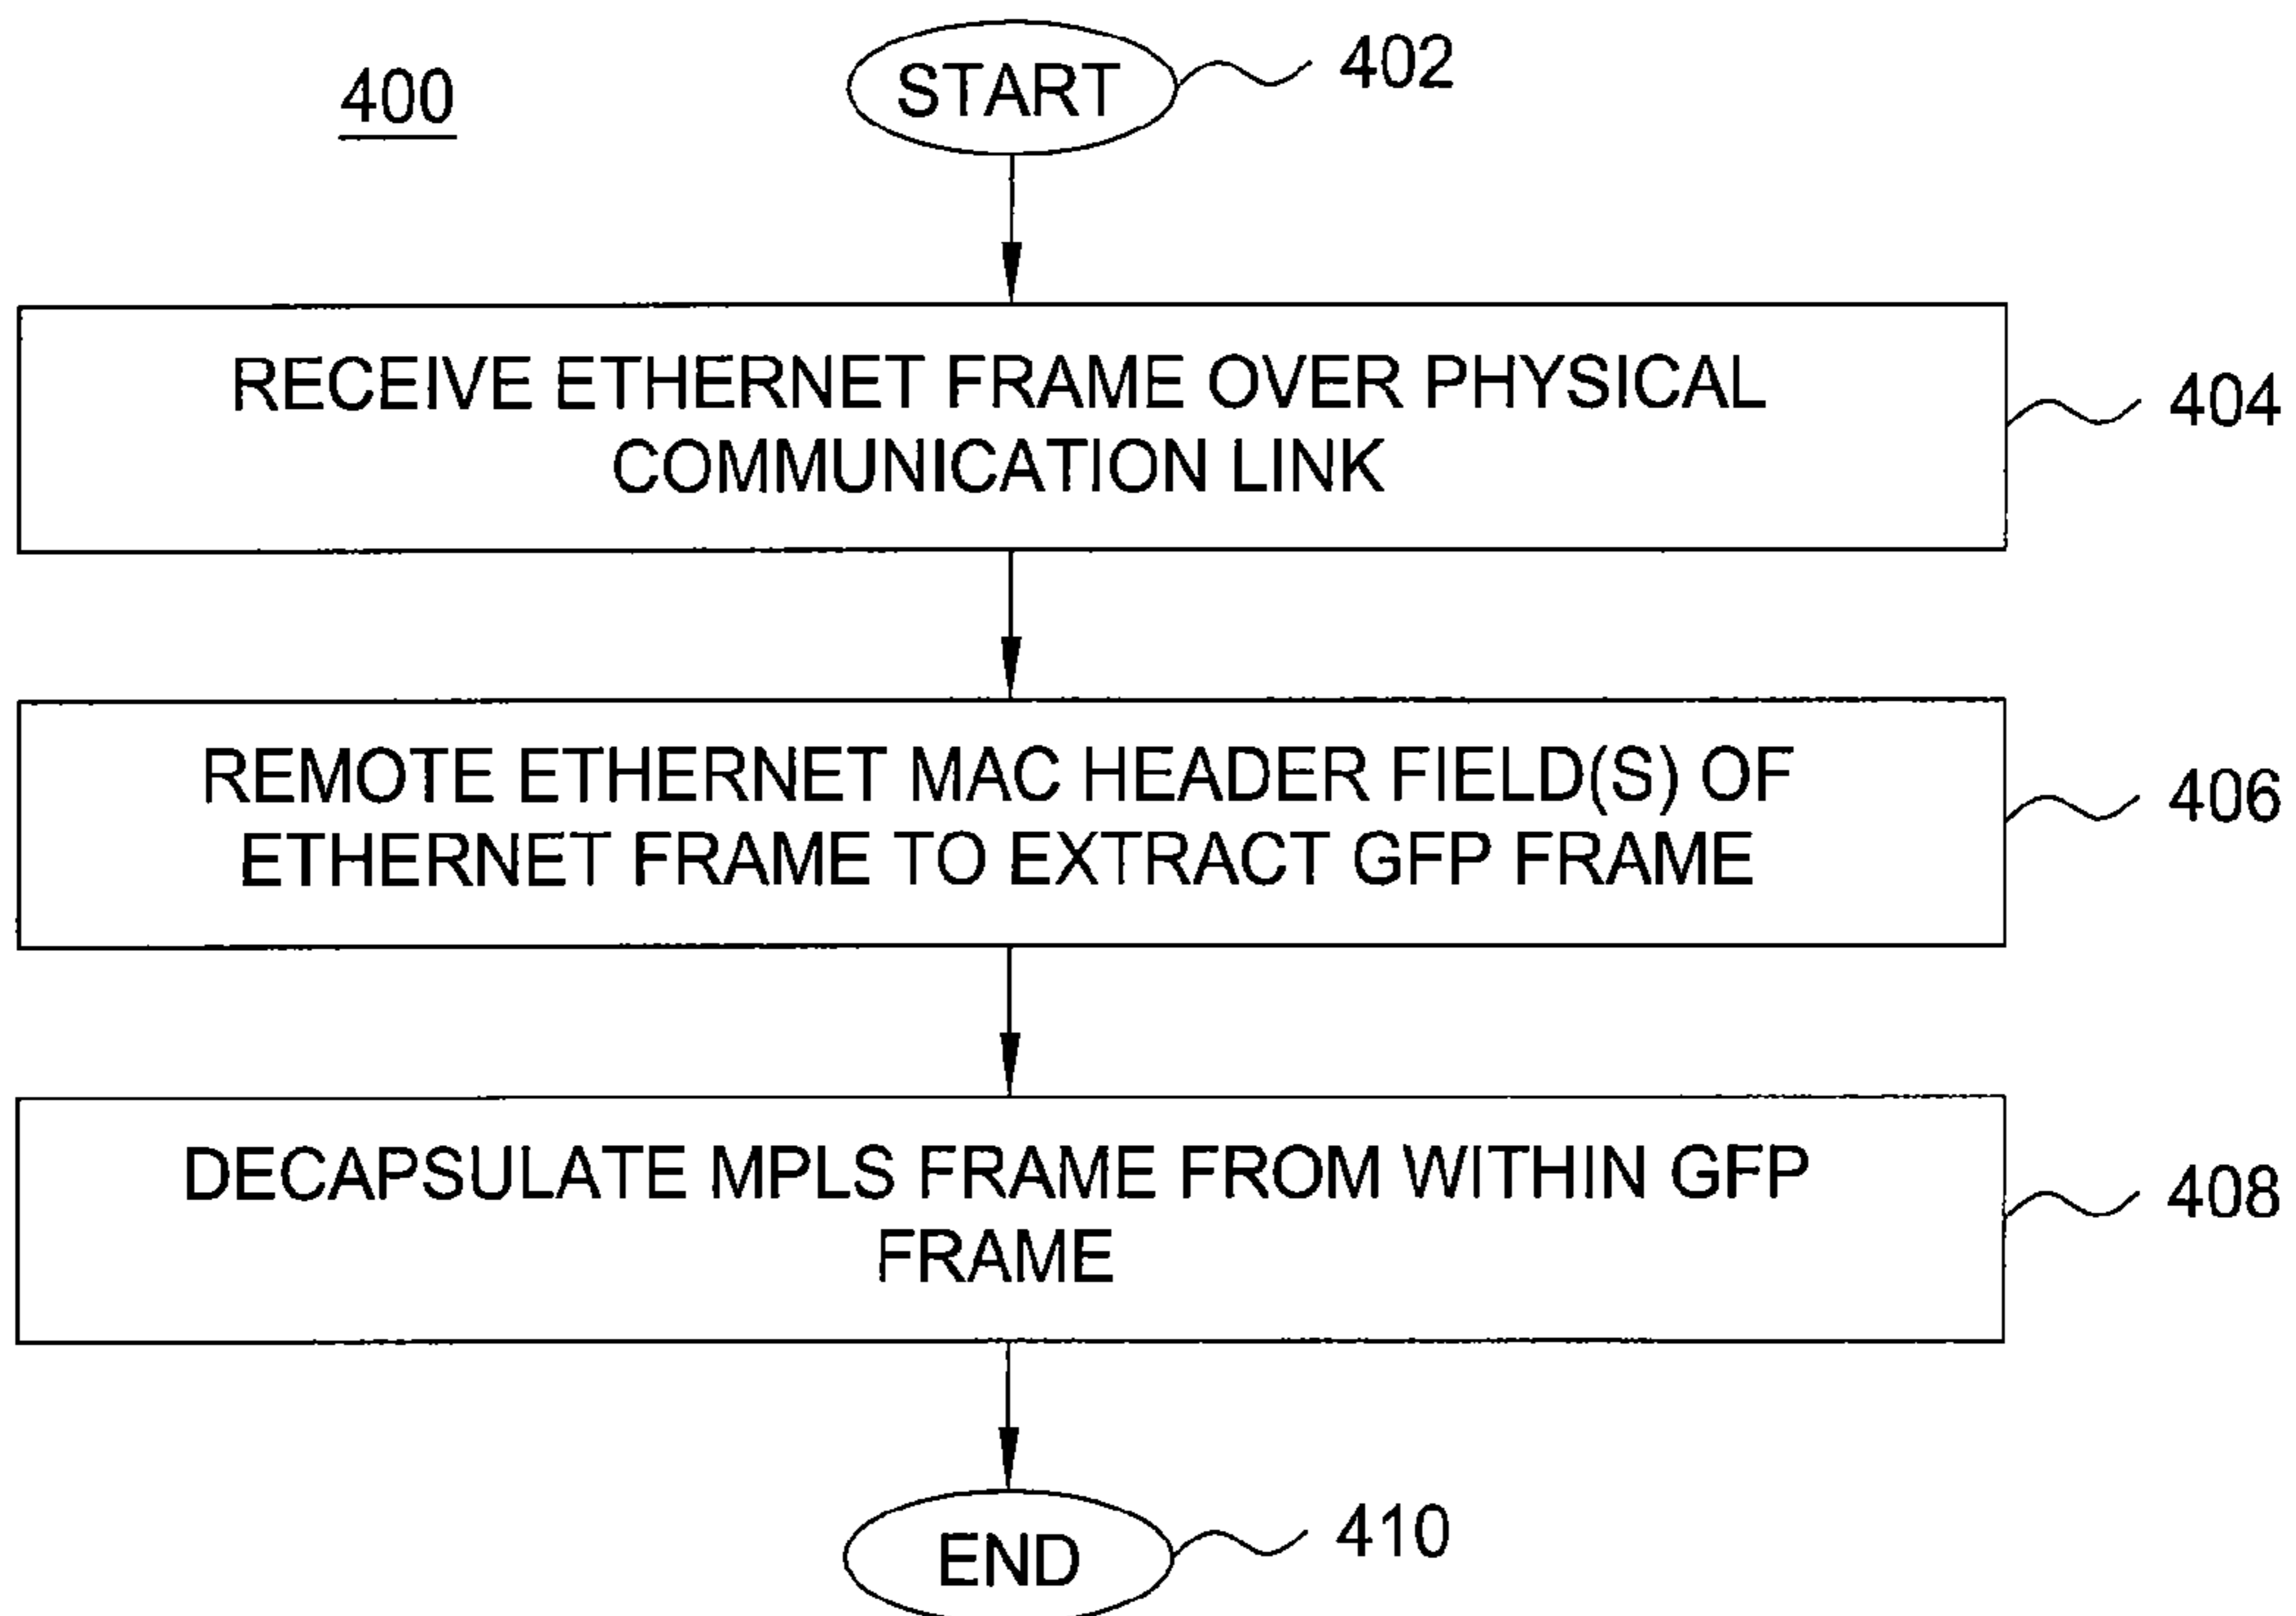 400
START
402
RECEIVE ETHERNET FRAME OVER PHYSICAL
COMMUNICATION LINK
404
REMOTE ETHERNET MAC HEADER FIELD(S) OF
ETHERNET FRAME TO EXTRACT GFP FRAME
406
DECAPSULATE MPLS FRAME FROM WITHIN GFP
FRAME
408
END
410